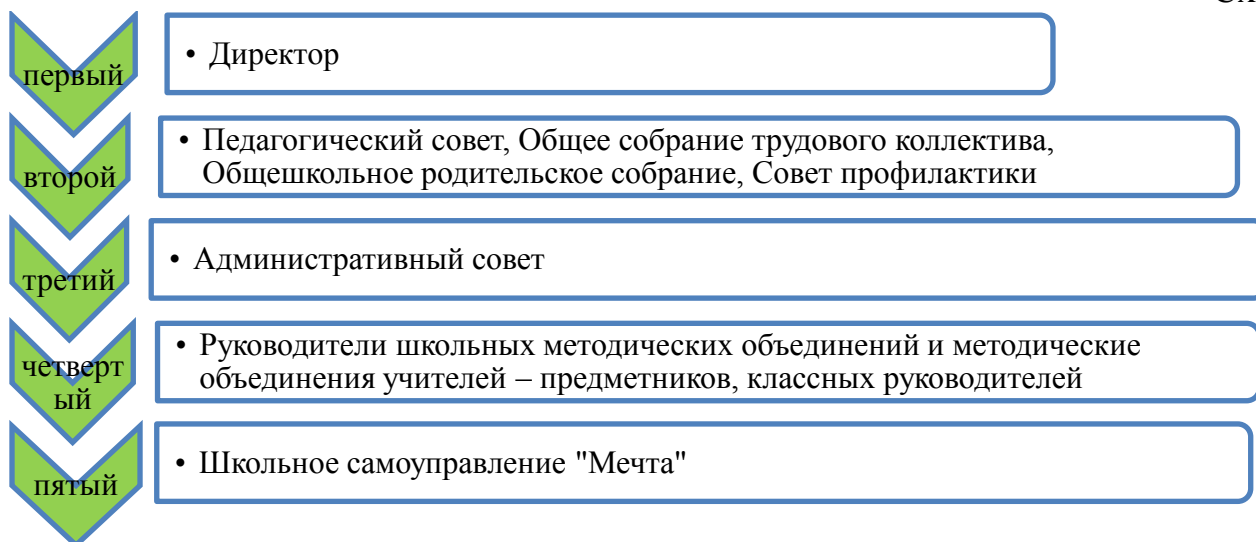 первый
• Директор
второй
• Педагогический совет, Общее собрание трудового коллектива,
Общешкольное родительское собрание, Совет профилактики
третий
• Административный совет
четверт
ый
• Руководители школьных методических объединений и методические
объединения учителей – предметников, классных руководителей
пятый
• Школьное самоуправление "Мечта"